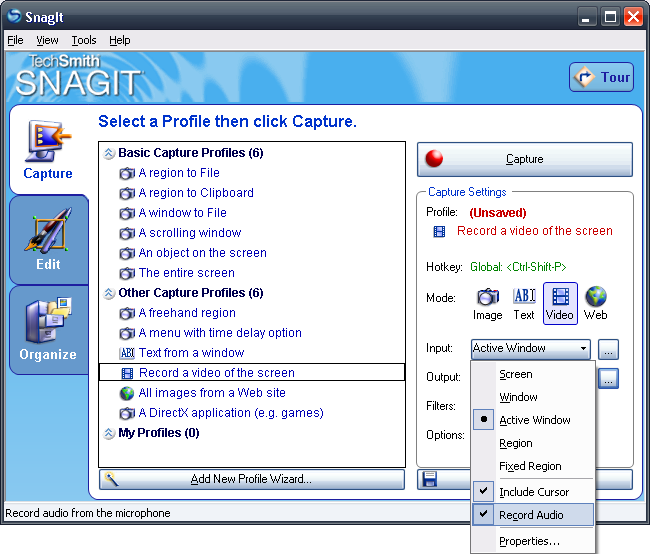 SnagIt
File View Tools Help
TechSmith
SNAGIT
Tour
Capture
Edit
Organize
Select a Profile then click Capture.
Basic Capture Profiles (6)
A region to File
A region to Clipboard
A window to File
A scrolling window
An object on the screen
The entire screen
Other Capture Profiles (6)
A freehand region
A menu with time delay option
ABI Text from a window
Record a video of the screen
All images from a Web site
A DirectX application (e.g. games)
My Profiles (0)
Add New Profile Wizard...
Capture
Capture Settings
Profile: (Unsaved)
Record a video of the screen
Hotkey: Global: <Ctrl-Shift-P>
Mode:
ABI
Image Text Video Web
Input: Active Window ...
Output: ...
Filters:
Options:
Screen
Window
Active Window
Region
Fixed Region
Include Cursor
Record Audio
Properties...
Record audio from the microphone